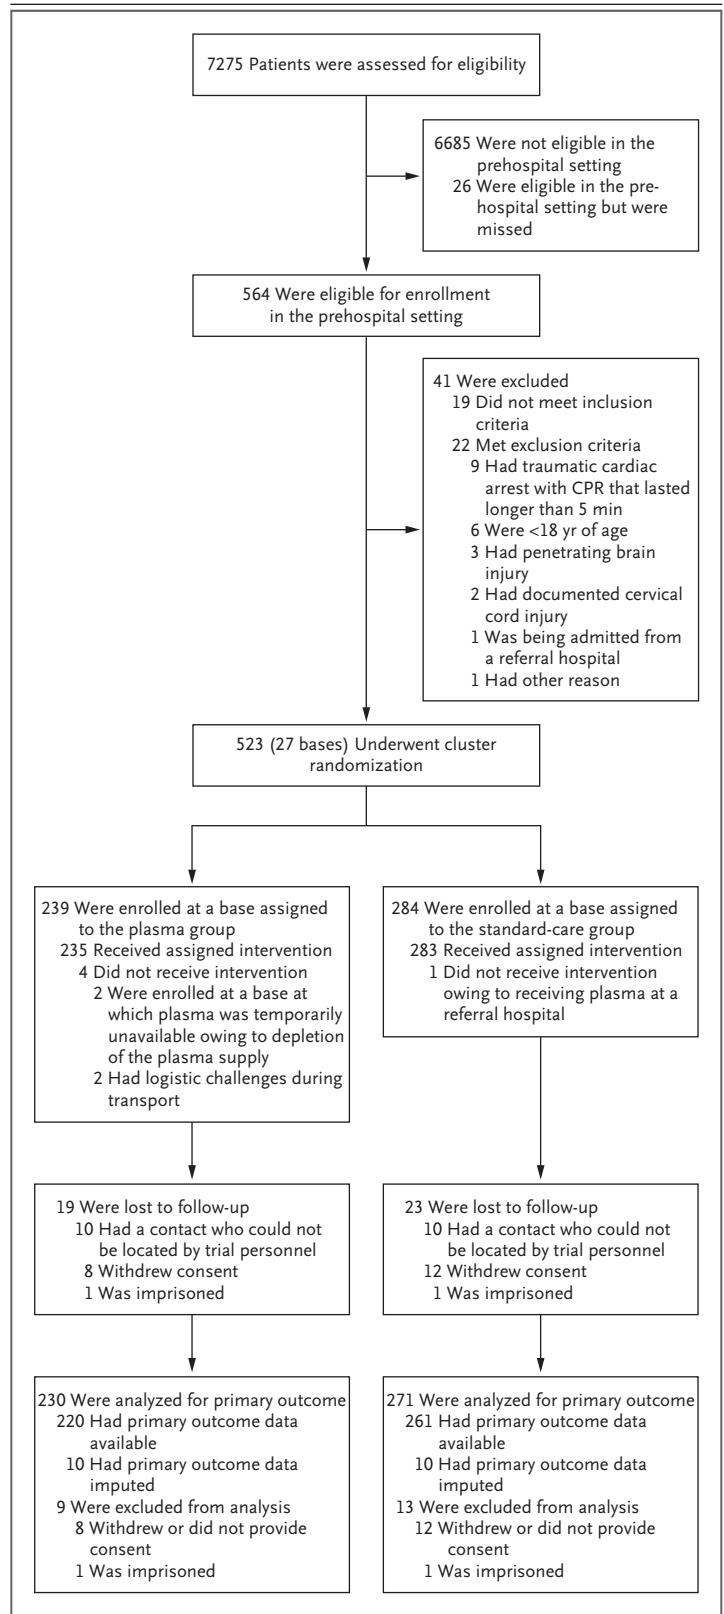 7275 Patients were assessed for eligibility
6685 Were not eligible in the
prehospital setting
26 Were eligible in the pre-
hospital setting but were
missed
564 Were eligible for enrollment
in the prehospital setting
41 Were excluded
19 Did not meet inclusion
criteria
22 Met exclusion criteria
9 Had traumatic cardiac
arrest with CPR that lasted
longer than 5 min
6 Were <18 yr of age
3 Had penetrating brain
injury
2 Had documented cervical
cord injury
1 Was being admitted from
a referral hospital
1 Had other reason
523 (27 bases) Underwent cluster
randomization
239 Were enrolled at a base assigned
to the plasma group
235 Received assigned intervention
4 Did not receive intervention
2 Were enrolled at a base at
which plasma was temporarily
unavailable owing to depletion
of the plasma supply
2 Had logistic challenges during
transport
284 Were enrolled at a base assigned
to the standard-care group
283 Received assigned intervention
1 Did not receive intervention
owing to receiving plasma at a
referral hospital
19 Were lost to follow-up
10 Had a contact who could not
be located by trial personnel
8 Withdrew consent
1 Was imprisoned
23 Were lost to follow-up
10 Had a contact who could not
be located by trial personnel
12 Withdrew consent
1 Was imprisoned
230 Were analyzed for primary outcome
220 Had primary outcome data
available
10 Had primary outcome data
imputed
9 Were excluded from analysis
8 Withdrew or did not provide
consent
1 Was imprisoned
271 Were analyzed for primary outcome
261 Had primary outcome data
available
10 Had primary outcome data
imputed
13 Were excluded from analysis
12 Withdrew or did not provide
consent
1 Was imprisoned